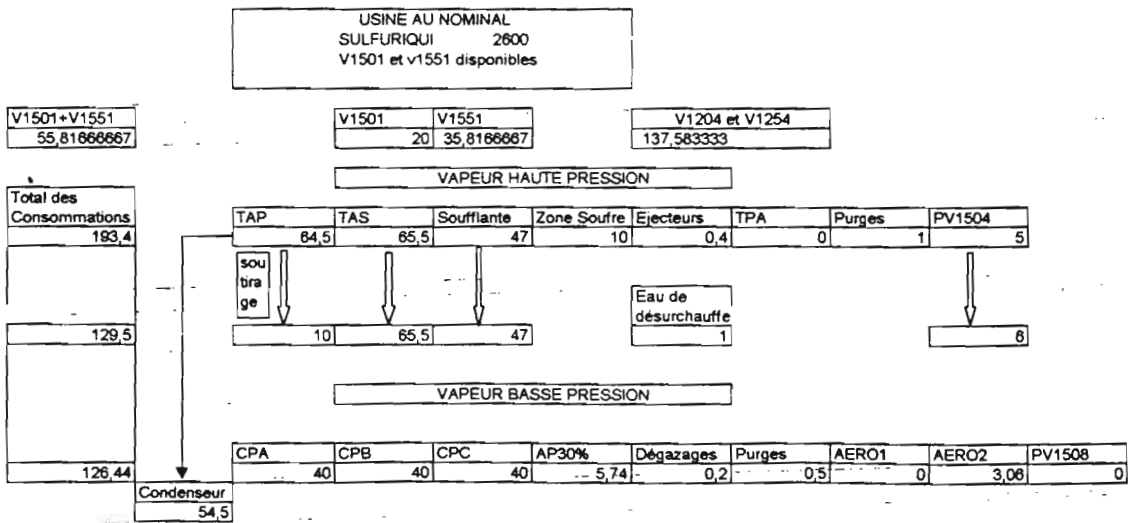 USINE AU NOMINAL
SULFURIQUI 2600
V1501 et v1551 disponibles
V1501+V1551 V1501 V1551 V1204 et V1254
55,81666667 20 35,8166667 137,583333
VAPEUR HAUTE PRESSION
Total des
Consommations TAP TAS Soufflante Zone Soufre Ejecteurs TPA Purges PV1504
193,4 64,5 65,5 47 10 0,4 0 1 5
sou
tira
ge
Eau de
désurchauffe
129,5 10 65,5 47 1 6
VAPEUR BASSE PRESSION
CPA CPB CPC AP30% Dégazages Purges AERO1 AERO2 PV1508
126,44 40 40 40 5,74 0,2 0,5 0 3,06 0
Condenseur
54,5